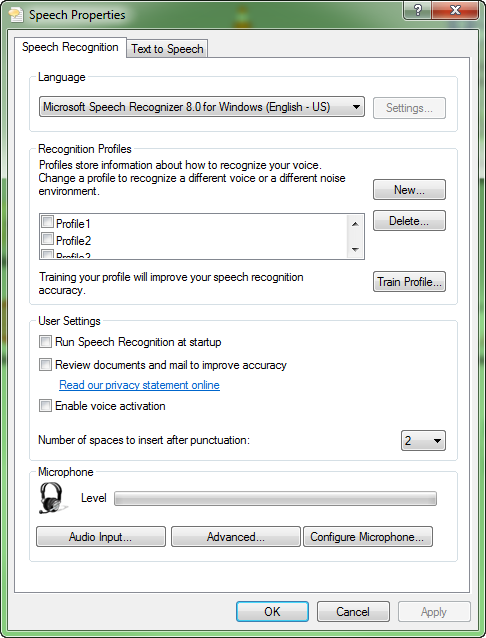 Speech Properties
Speech Recognition
Text to Speech
Language
Microsoft Speech Recognizer 8.0 for Windows (English - US)
Settings...
Recognition Profiles
Profiles store information about how to recognize your voice.
Change a profile to recognize a different voice or a different noise
environment.
New...
Profile1
Delete...
Profile2
Profile3
Training your profile will improve your speech recognition
accuracy.
Train Profile...
User Settings
Run Speech Recognition at startup
Review documents and mail to improve accuracy
Read our privacy statement online
Enable voice activation
Number of spaces to insert after punctuation:
2
Microphone
Level
Audio Input...
Advanced...
Configure Microphone...
OK
Cancel
Apply